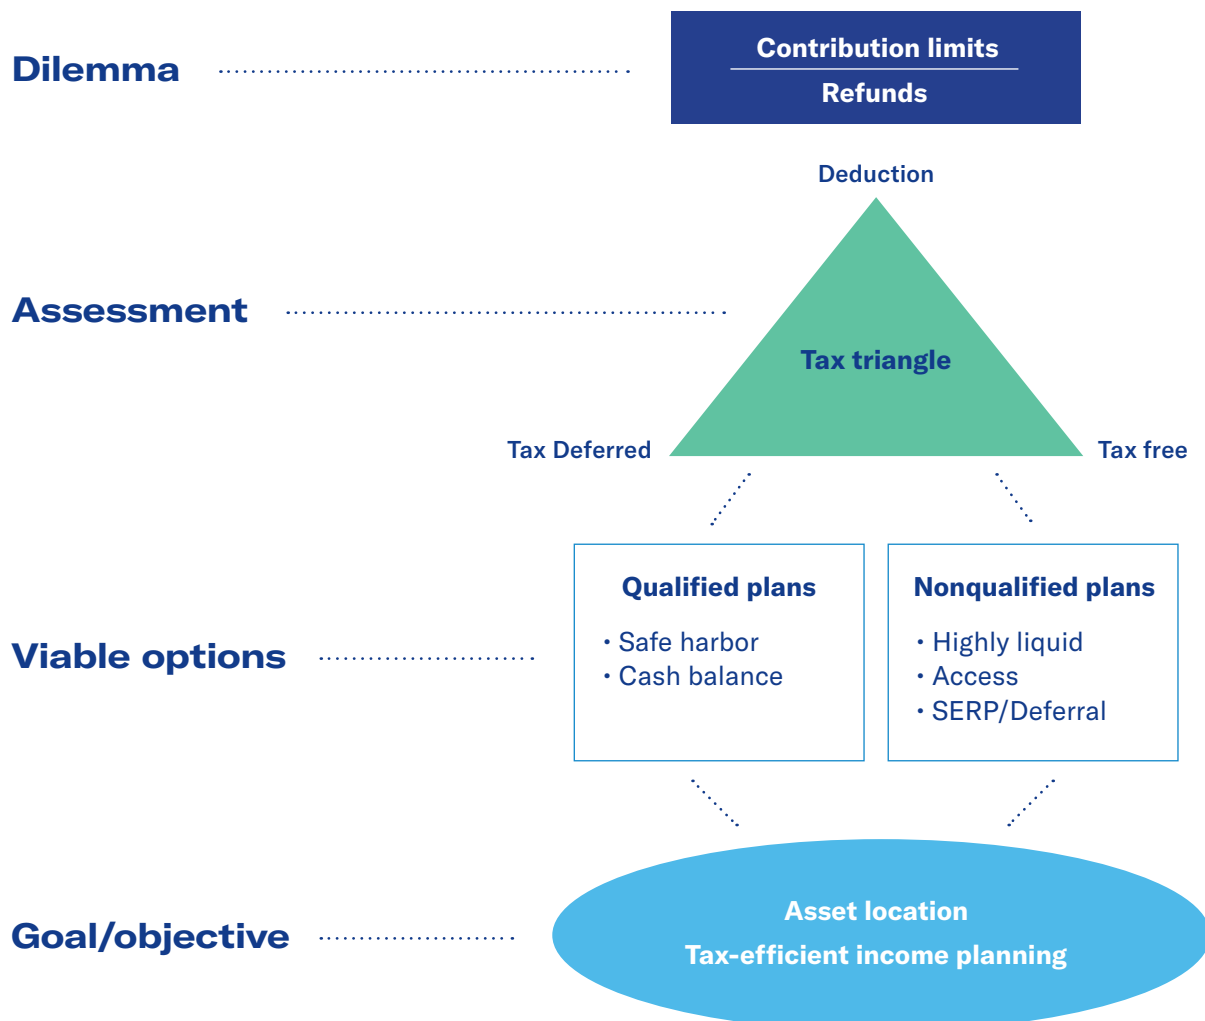 Dilemma
Contribution limits
Refunds
Deduction
Assessment
Tax triangle
Tax Deferred
Tax free
Viable options
Qualified plans
• Safe harbor
• Cash balance
Nonqualified plans
• Highly liquid
• Access
• SERP/Deferral
Goal/objective
Asset location
Tax-efficient income planning